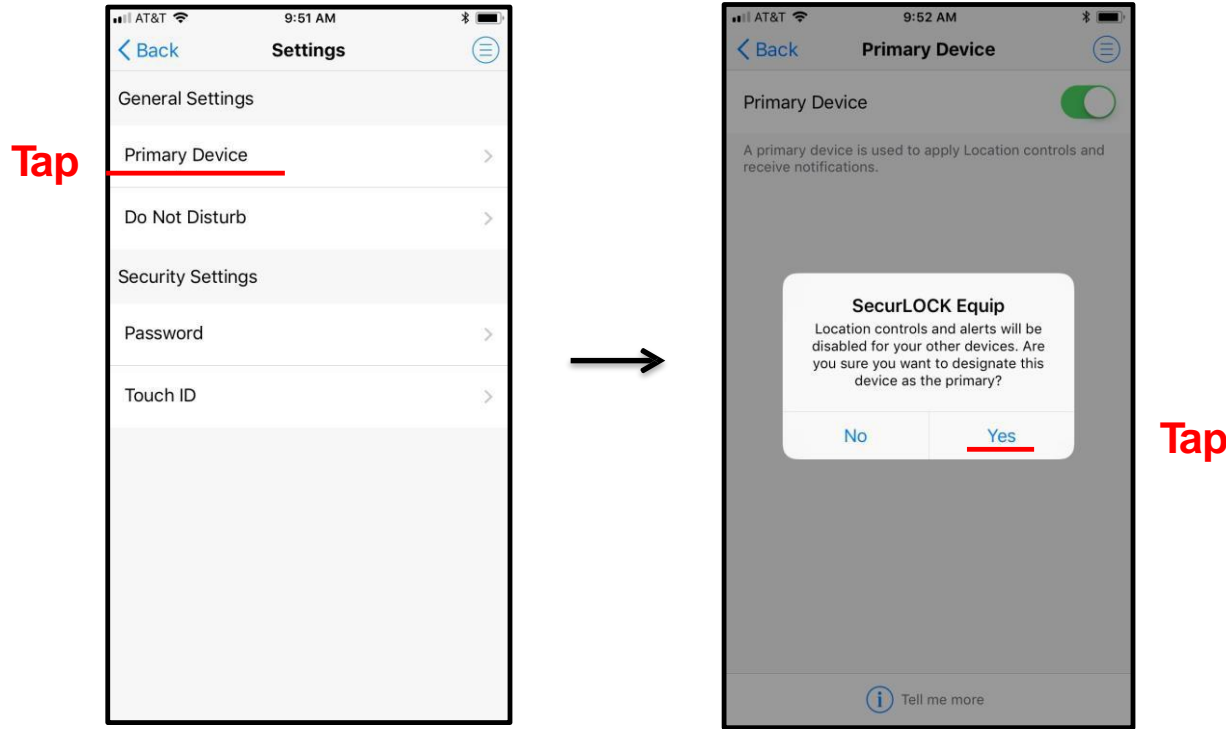 AT&T 9:51 AM
Back Settings
General Settings
Tap
Primary Device
Do Not Disturb
Security Settings
Password
Touch ID
AT&T 9:52 AM
Back Primary Device
Primary Device
A primary device is used to apply Location controls and
receive notifications.
SecurLOCK Equip
Location controls and alerts will be
disabled for your other devices. Are
you sure you want to designate this
device as the primary?
No Yes
Tap
i Tell me more